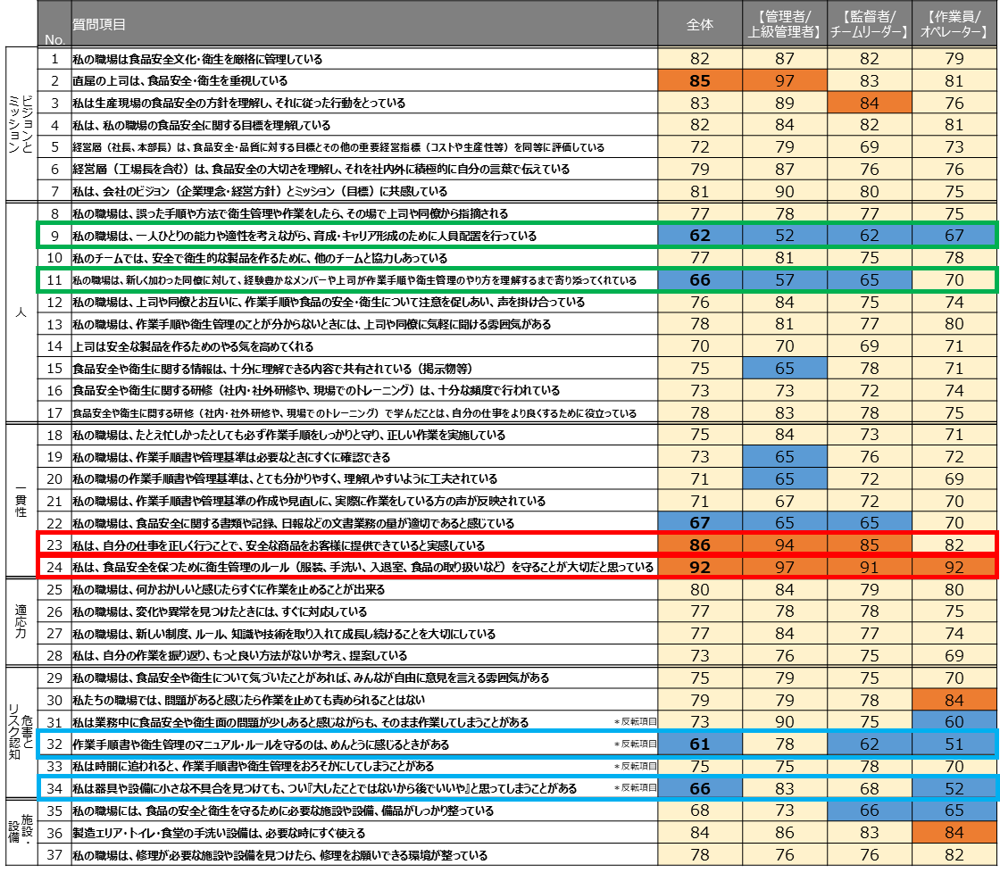 No. 質問項目 全体 【管理者/上級管理者】 【監督者/チームリーダー】 【作業員/オペレーター】
ビジョンとミッション
1 私の職場は食品安全文化・衛生を厳格に管理している 82 87 82 79
2 直属の上司は、食品安全・衛生を重視している 85 97 83 81
3 私は生産現場の食品安全の方針を理解し、それに従った行動をとっている 83 89 84 76
4 私は、私の職場の食品安全に関する目標を理解している 82 84 82 81
5 経営層（社長、本部長）は、食品安全・品質に対する目標とその他の重要経営指標（コストや生産性等）を同等に評価している 72 79 69 73
6 経営層（工場長を含む）は、食品安全の大切さを理解し、それを社内外に積極的に自分の言葉で伝えている 79 87 76 76
7 私は、会社のビジョン（企業理念・経営方針）とミッション（目標）に共感している 81 90 80 75
人
8 私の職場は、誤った手順や方法で衛生管理や作業をしたら、その場で上司や同僚から指摘される 77 78 77 75
9 私の職場は、一人ひとりの能力や適性を考えながら、育成・キャリア形成のために人員配置を行っている 62 52 62 67
10 私のチームでは、安全で衛生的な製品を作るために、他のチームと協力しあっている 77 81 75 78
11 私の職場は、新しく加わった同僚に対して、経験豊かなメンバーや上司が作業手順や衛生管理のやり方を理解するまで寄り添ってくれている 66 57 65 70
12 私の職場は、上司や同僚とお互いに、作業手順や食品の安全・衛生について注意を促しあい、声を掛け合っている 76 84 75 74
13 私の職場は、作業手順や衛生管理のことが分からないときには、上司や同僚に気軽に聞ける雰囲気がある 78 81 77 80
14 上司は安全な製品を作るためのやる気を高めてくれる 70 70 69 71
15 食品安全や衛生に関する情報は、十分に理解できる内容で共有されている（掲示物等） 75 65 78 71
16 食品安全や衛生に関する研修（社内・社外研修や、現場でのトレーニング）は、十分な頻度で行われている 73 73 72 74
17 食品安全や衛生に関する研修（社内・社外研修や、現場でのトレーニング）で学んだことは、自分の仕事をより良くするために役立っている 78 83 78 75
一貫性
18 私の職場は、たとえ忙しかったとしても必ず作業手順をしっかりと守り、正しい作業を実施している 75 84 73 71
19 私の職場は、作業手順書や管理基準は必要なときにすぐに確認できる 73 65 76 72
20 私の職場の作業手順書や管理基準は、とても分かりやすく、理解しやすいように工夫されている 71 65 72 69
21 私の職場は、作業手順書や管理基準の作成や見直しに、実際に作業をしている方の声が反映されている 71 67 72 70
22 私の職場は、食品安全に関する書類や記録、日報などの文書業務の量が適切であると感じている 67 65 65 70
23 私は、自分の仕事を正しく行うことで、安全な商品をお客様に提供できていると実感している 86 94 85 82
24 私は、食品安全を保つために衛生管理のルール（服装、手洗い、入退室、食品の取り扱いなど）を守ることが大切だと思っている 92 97 91 92
適応力
25 私の職場は、何かおかしいと感じたらすぐに作業を止めることが出来る 80 84 79 80
26 私の職場は、変化や異常を見つけたときには、すぐに対応している 77 78 78 75
27 私の職場は、新しい制度、ルール、知識や技術を取り入れて成長し続けることを大切にしている 77 84 77 74
28 私は、自分の作業を振り返り、もっと良い方法がないか考え、提案している 73 76 75 69
危害とリスク認知
29 私の職場は、食品安全や衛生について気づいたことがあれば、みんなが自由に意見を言える雰囲気がある 75 79 75 70
30 私たちの職場では、問題があると感じたら作業を止めても責められることはない 79 79 78 84
31 私は業務中に食品安全や衛生面の問題が少しあると感じながらも、そのまま作業してしまうことがある ＊反転項目 73 90 75 60
32 作業手順書や衛生管理のマニュアル・ルールを守るのは、めんどうに感じるときがある ＊反転項目 61 78 62 51
33 私は時間に追われると、作業手順書や衛生管理をおろそかにしてしまうことがある ＊反転項目 75 75 78 70
34 私は器具や設備に小さな不具合を見つけても、つい『大したことではないから後でいいや』と思ってしまうことがある ＊反転項目 66 83 68 52
施設・設備
35 私の職場には、食品の安全と衛生を守るために必要な施設や設備、備品がしっかり整っている 68 73 66 65
36 製造エリア・トイレ・食堂の手洗い設備は、必要な時にすぐ使える 84 86 83 84
37 私の職場は、修理が必要な施設や設備を見つけたら、修理をお願いできる環境が整っている 78 76 76 82